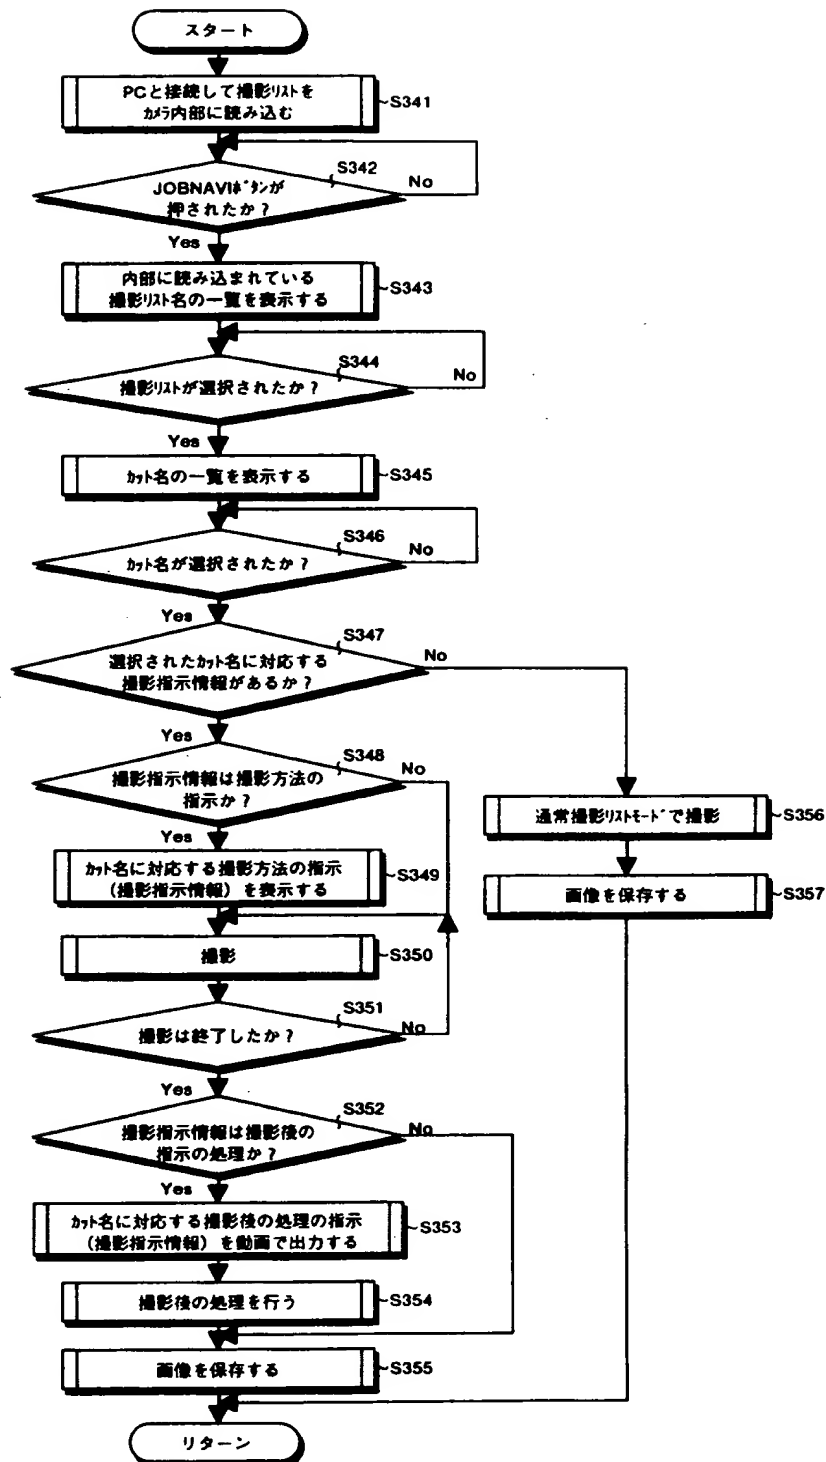 スタート
PCと接続して撮影リストを
カメラ内部に読み込む
S341
S342
No
JOBNAVIボタンが
押されたか?
Yes
内部に読み込まれている
撮影リスト名の一覧を表示する
S343
S344
No
撮影リストが選択されたか?
Yes
カット名の一覧を表示する
S345
S346
No
カット名が選択されたか?
Yes
S347
No
選択されたカット名に対応する
撮影指示情報があるか?
Yes
S348
No
撮影指示情報は撮影方法の
指示か?
Yes
カット名に対応する撮影方法の指示
(撮影指示情報)を表示する
S349
通常撮影リストモードで撮影
S356
画像を保存する
S357
撮影
S350
S351
No
撮影は終了したか?
Yes
S352
No
撮影指示情報は撮影後の
指示の処理か?
Yes
カット名に対応する撮影後の処理の指示
(撮影指示情報)を動画で出力する
S353
撮影後の処理を行う
S354
画像を保存する
S355
リターン